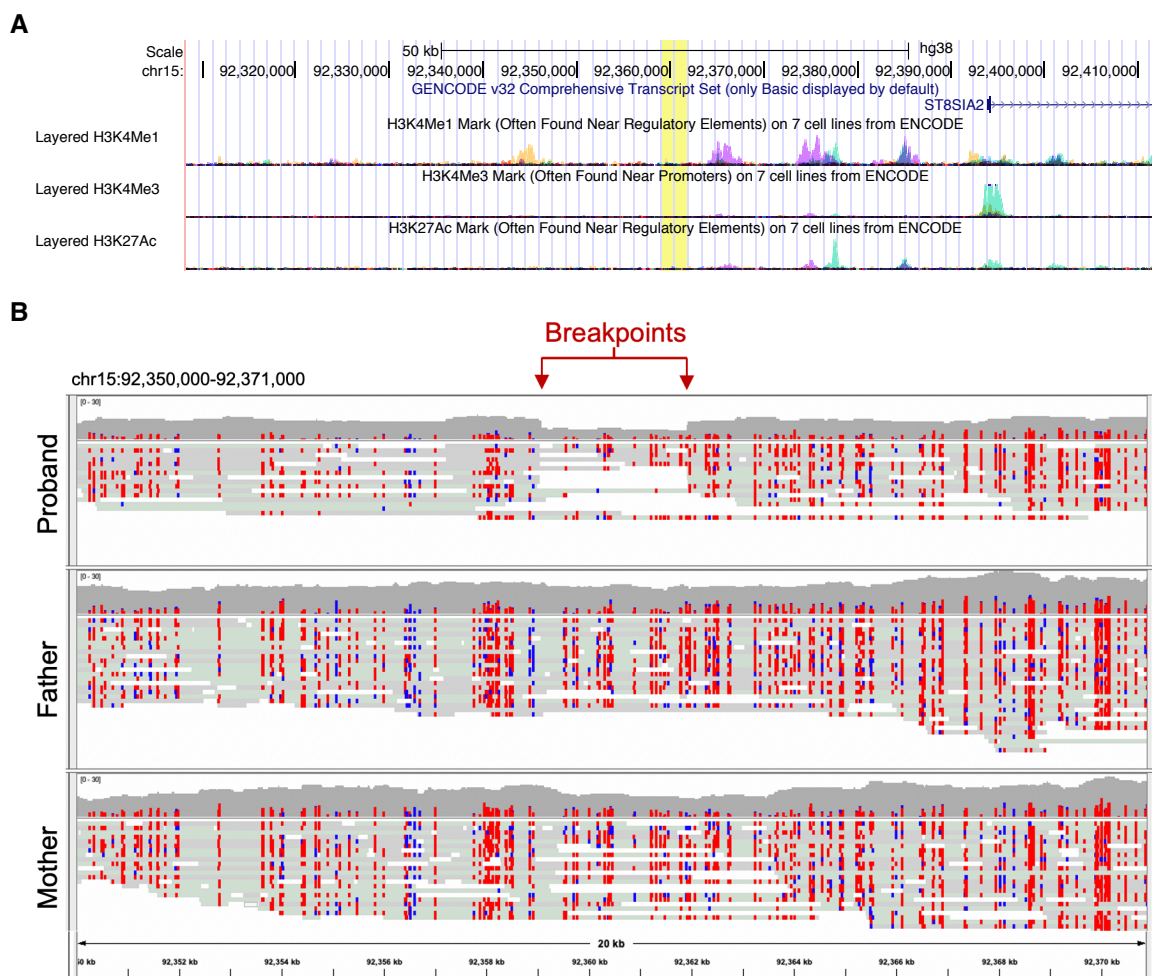 A
Scale 50 kb hg38
chr15: 92,320,000 92,330,000 92,340,000 92,350,000 92,360,000 92,370,000 92,380,000 92,390,000 92,400,000 92,410,000
GENCODE v32 Comprehensive Transcript Set (only Basic displayed by default)
ST8SIA2
H3K4Me1 Mark (Often Found Near Regulatory Elements) on 7 cell lines from ENCODE
Layered H3K4Me1
H3K4Me3 Mark (Often Found Near Promoters) on 7 cell lines from ENCODE
Layered H3K4Me3
H3K27Ac Mark (Often Found Near Regulatory Elements) on 7 cell lines from ENCODE
Layered H3K27Ac
B
Breakpoints
chr15:92,350,000-92,371,000
[0 - 30]
Proband
[0 - 30]
Father
[0 - 30]
Mother
20 kb
50 kb 92,352 kb 92,354 kb 92,356 kb 92,358 kb 92,360 kb 92,362 kb 92,364 kb 92,366 kb 92,368 kb 92,370 kb